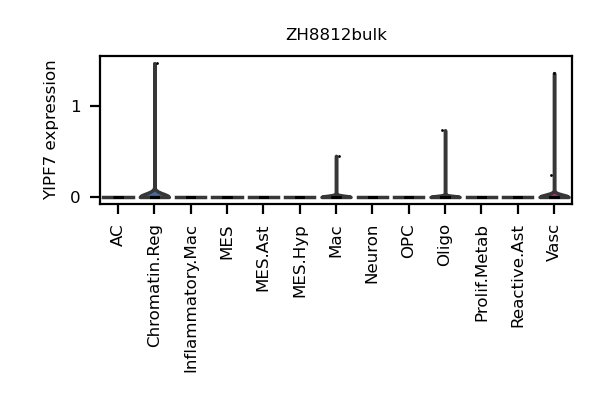 ZH8812bulk
YIPF7 expression
1
0
AC
Chromatin.Reg
Inflammatory.Mac
MES
MES.Ast
MES.Hyp
Mac
Neuron
OPC
Oligo
Prolif.Metab
Reactive.Ast
Vasc